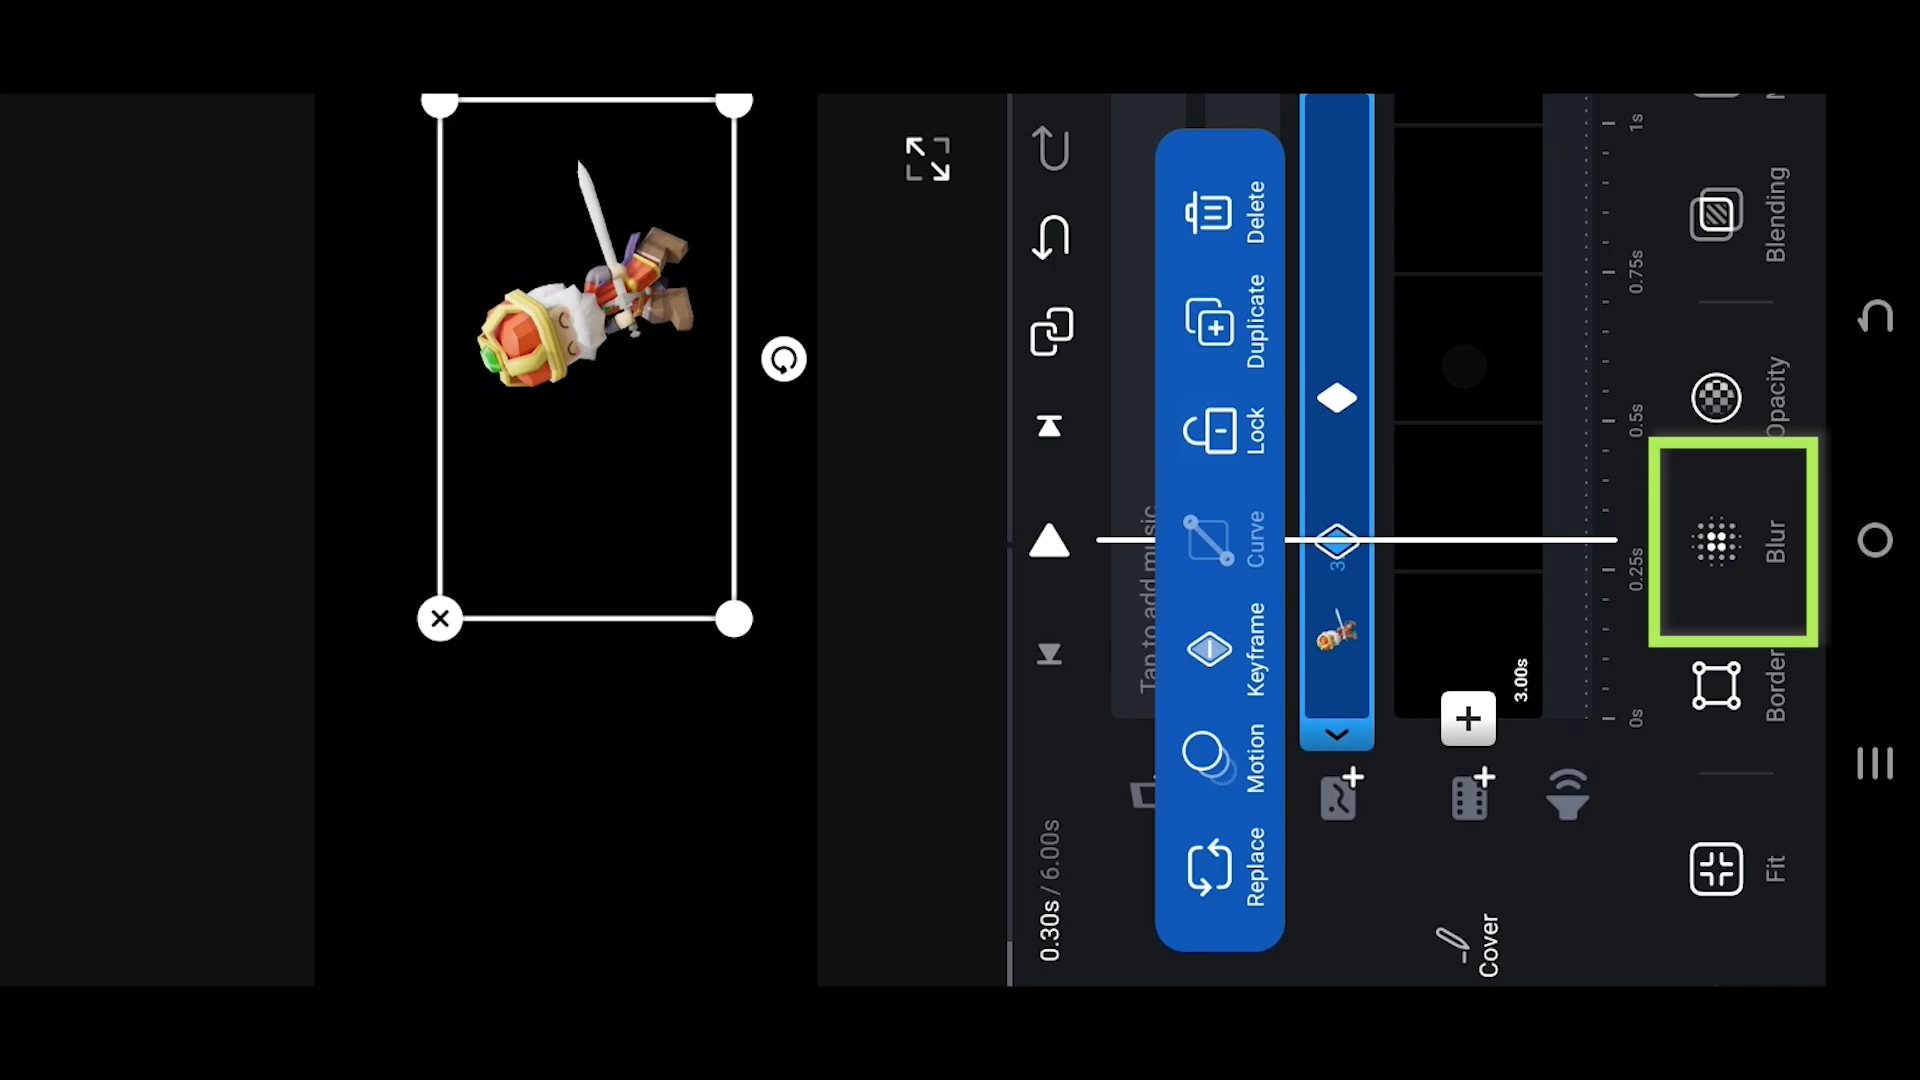 0.30s / 6.00s
Tap to add music
Replace
Motion
Keyframe
Curve
Lock
Duplicate
Delete
3
Cover
3.00s
0s
0.25s
0.5s
0.75s
1s
Fit
Border
Blur
Opacity
Blending